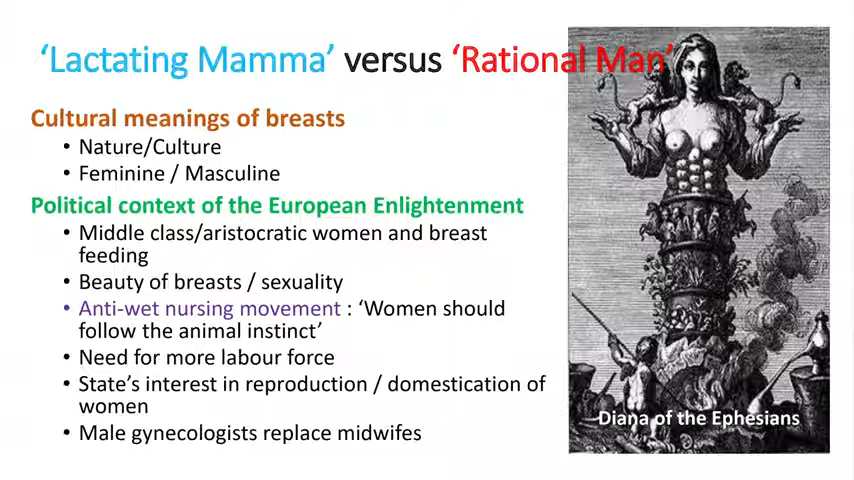 ‘Lactating Mamma’ versus ‘Rational Man’
Cultural meanings of breasts
• Nature/Culture
• Feminine / Masculine
Political context of the European Enlightenment
• Middle class/aristocratic women and breast
feeding
• Beauty of breasts / sexuality
• Anti-wet nursing movement : ‘Women should
follow the animal instinct’
• Need for more labour force
• State’s interest in reproduction / domestication of
women
• Male gynecologists replace midwifes
Diana of the Ephesians